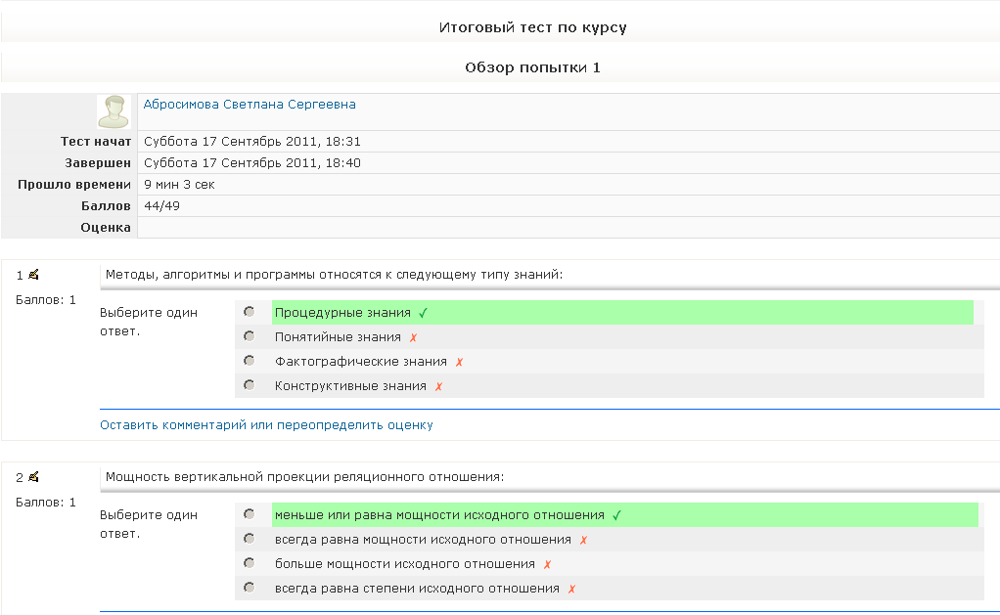 Итоговый тест по курсу
Обзор попытки 1
Абросимова Светлана Сергеевна
Тест начат Суббота 17 Сентябрь 2011, 18:31
Завершен Суббота 17 Сентябрь 2011, 18:40
Прошло времени 9 мин 3 сек
Баллов 44/49
Оценка
1 Методы, алгоритмы и программы относятся к следующему типу знаний:
Баллов: 1
Выберите один ответ.
Процедурные знания ✓
Понятийные знания ✗
Фактографические знания ✗
Конструктивные знания ✗
Оставить комментарий или переопределить оценку
2 Мощность вертикальной проекции реляционного отношения:
Баллов: 1
Выберите один ответ.
меньше или равна мощности исходного отношения ✓
всегда равна мощности исходного отношения ✗
больше мощности исходного отношения ✗
всегда равна степени исходного отношения ✗